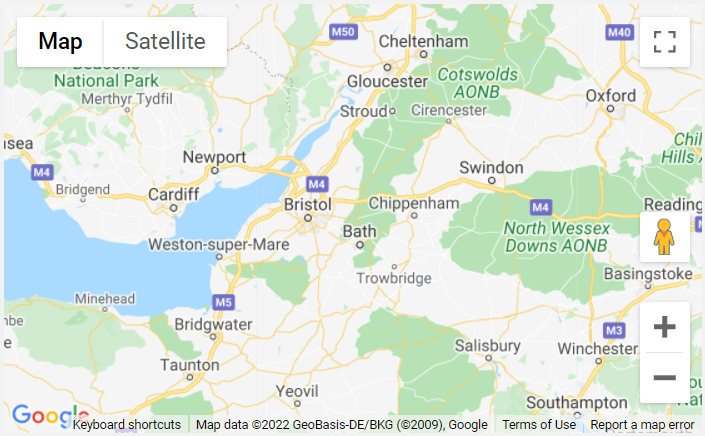 Map
Satellite
M50
M40
Cheltenham
Beacons
National Park
Gloucester
Cotswolds
AONB
Merthyr Tydfil
Stroud
Cirencester
Oxford
Chil
Hills A
sea
M4
Newport
Swindon
Bridgend
Cardiff
M4
Bristol
Chippenham
M4
Reading
M4
North Wessex
Downs AONB
Bath
Weston-super-Mare
Trowbridge
Basingstoke
Minehead
M5
mbe
e
Bridgwater
M3
Salisbury
Winchester
Taunton
Yeovil
Southampton
Google
Keyboard shortcuts
Map data ©2022 GeoBasis-DE/BKG (©2009), Google
Terms of Use
Report a map error